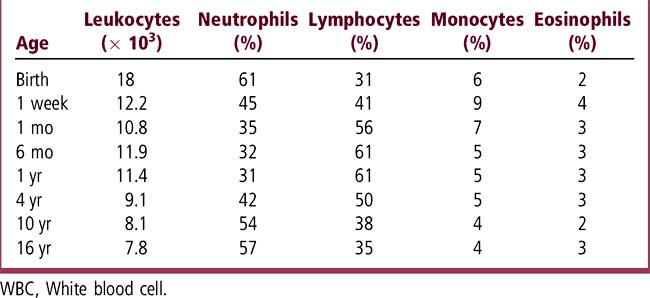 Leukocytes Neutrophils Lymphocytes Monocytes Eosinophils
Age (× 10³) (%) (%) (%) (%)
Birth 18 61 31 6 2
1 week 12.2 45 41 9 4
1 mo 10.8 35 56 7 3
6 mo 11.9 32 61 5 3
1 yr 11.4 31 61 5 3
4 yr 9.1 42 50 5 3
10 yr 8.1 54 38 4 2
16 yr 7.8 57 35 4 3
WBC, White blood cell.